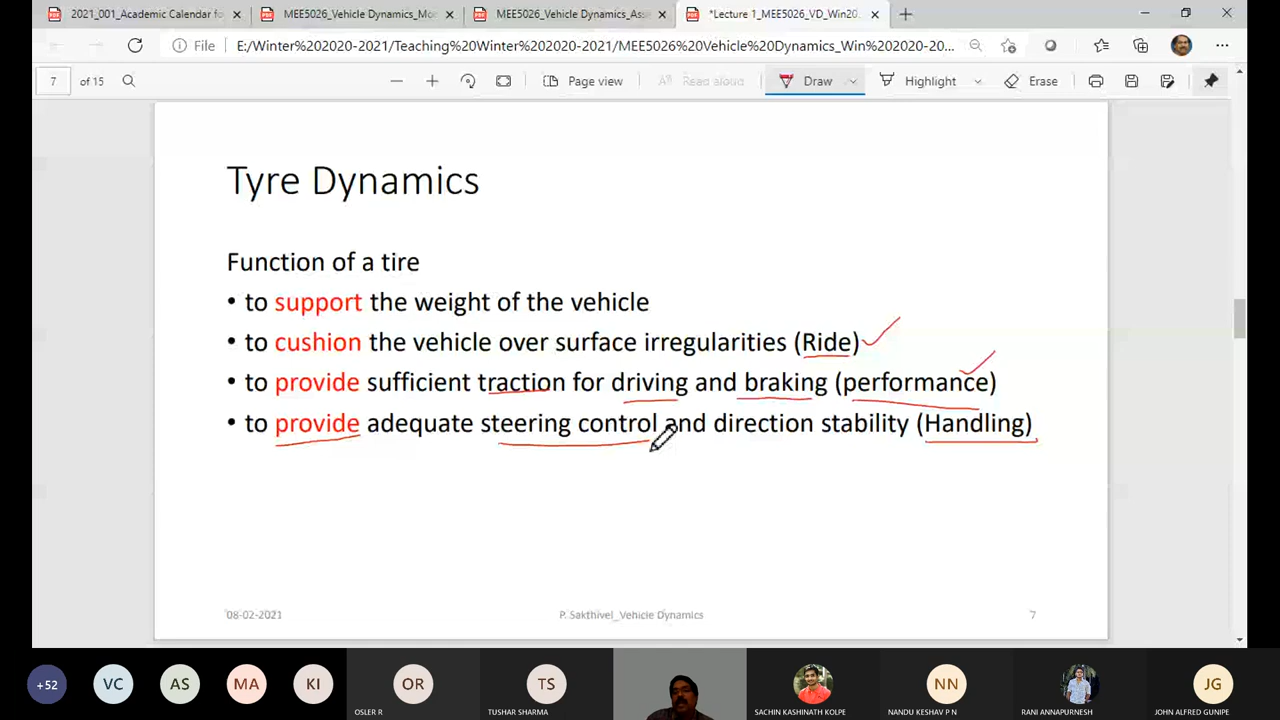 2021_001_Academic Calendar fo
MEE5026_Vehicle Dynamics_Mo
MEE5026_Vehicle Dynamics_Ass
*Lecture 1_MEE5026_VD_Win20
File E:/Winter%202020-2021/Teaching%20Winter%202020-2021/MEE5026%20Vehicle%20Dynamics_Win%202020-20...
7 of 15 Page view Read aloud Draw Highlight Erase
Tyre Dynamics
Function of a tire
• to support the weight of the vehicle
• to cushion the vehicle over surface irregularities (Ride)
• to provide sufficient traction for driving and braking (performance)
• to provide adequate steering control and direction stability (Handling)
08-02-2021 P. Sakthivel_Vehicle Dynamics 7
+52 VC AS MA KI OR TS NN JG
OSLER R TUSHAR SHARMA SACHIN KASHINATH KOLPE NANDU KESHAV P N RANI ANNAPURNESH JOHN ALFRED GUNIPE